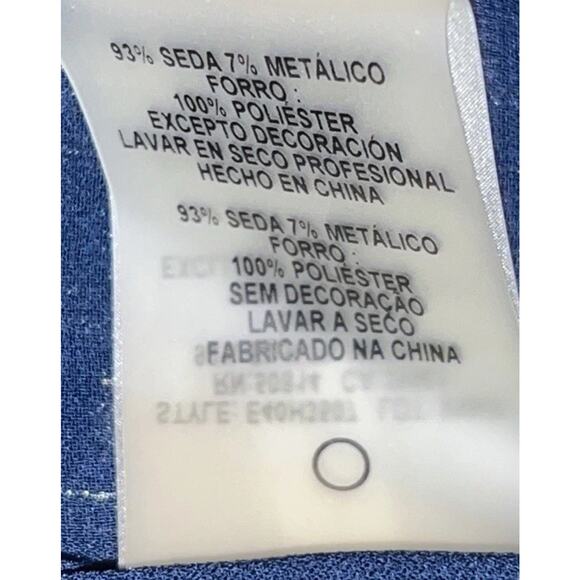 93% SEDA 7% METÁLICO
FORRO :
100% POLIÉSTER
EXCEPTO DECORACIÓN
LAVAR EN SECO PROFESIONAL
HECHO EN CHINA
93% SEDA 7% METÁLICO
FORRO :
100% POLIÉSTER
SEM DECORAÇÃO
LAVAR A SECO
FABRICADO NA CHINA